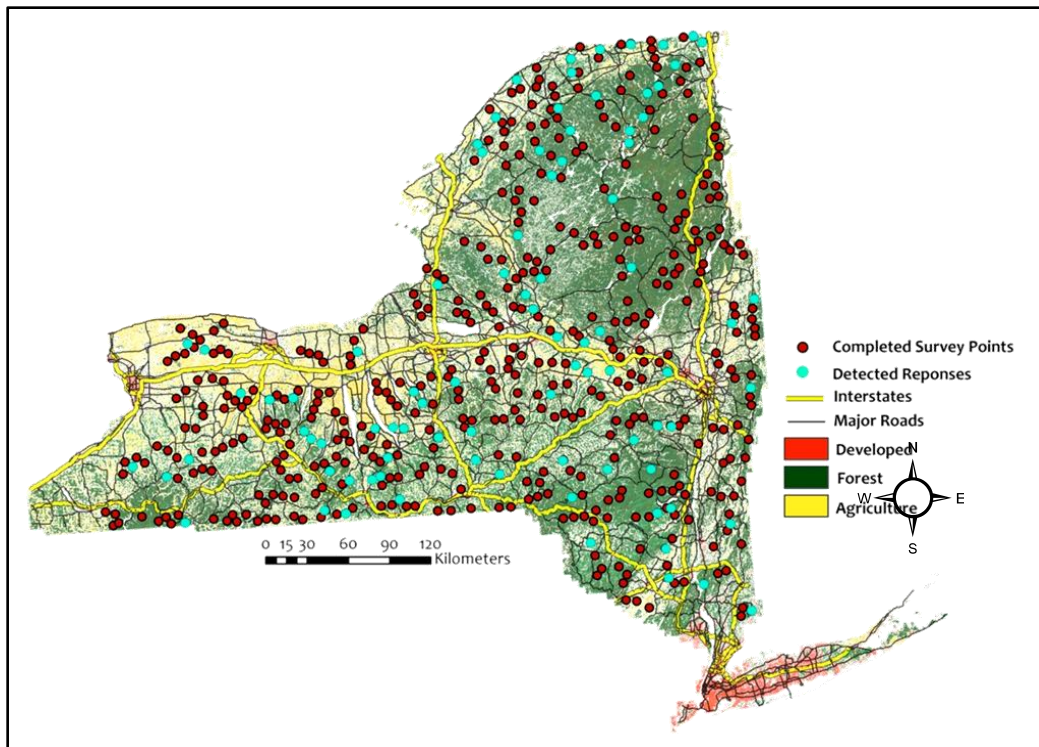 Completed Survey Points
Detected Reponses
Interstates
Major Roads
Developed
Forest
Agriculture
N
W
E
S
0 15 30 60 90 120
Kilometers